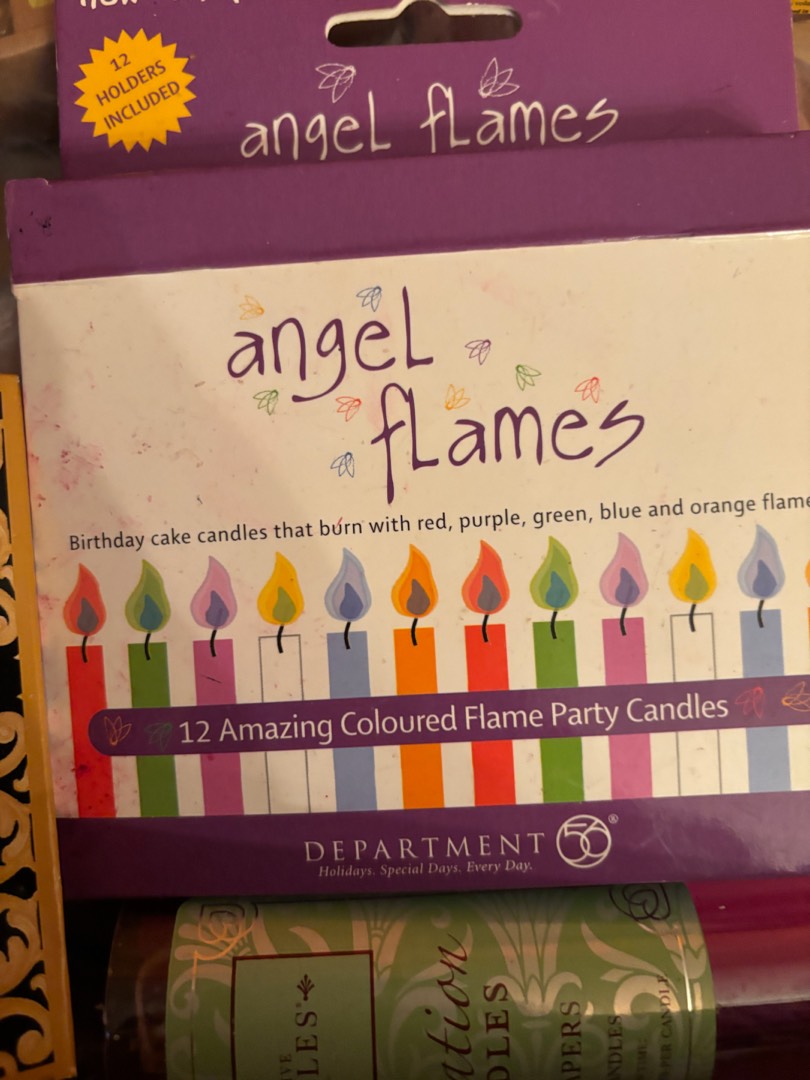 12
HOLDERS
INCLUDED
angel flames
angel
flames
Birthday cake candles that burn with red, purple, green, blue and orange flame
12 Amazing Coloured Flame Party Candles
DEPARTMENT 56®
Holidays. Special Days. Every Day.